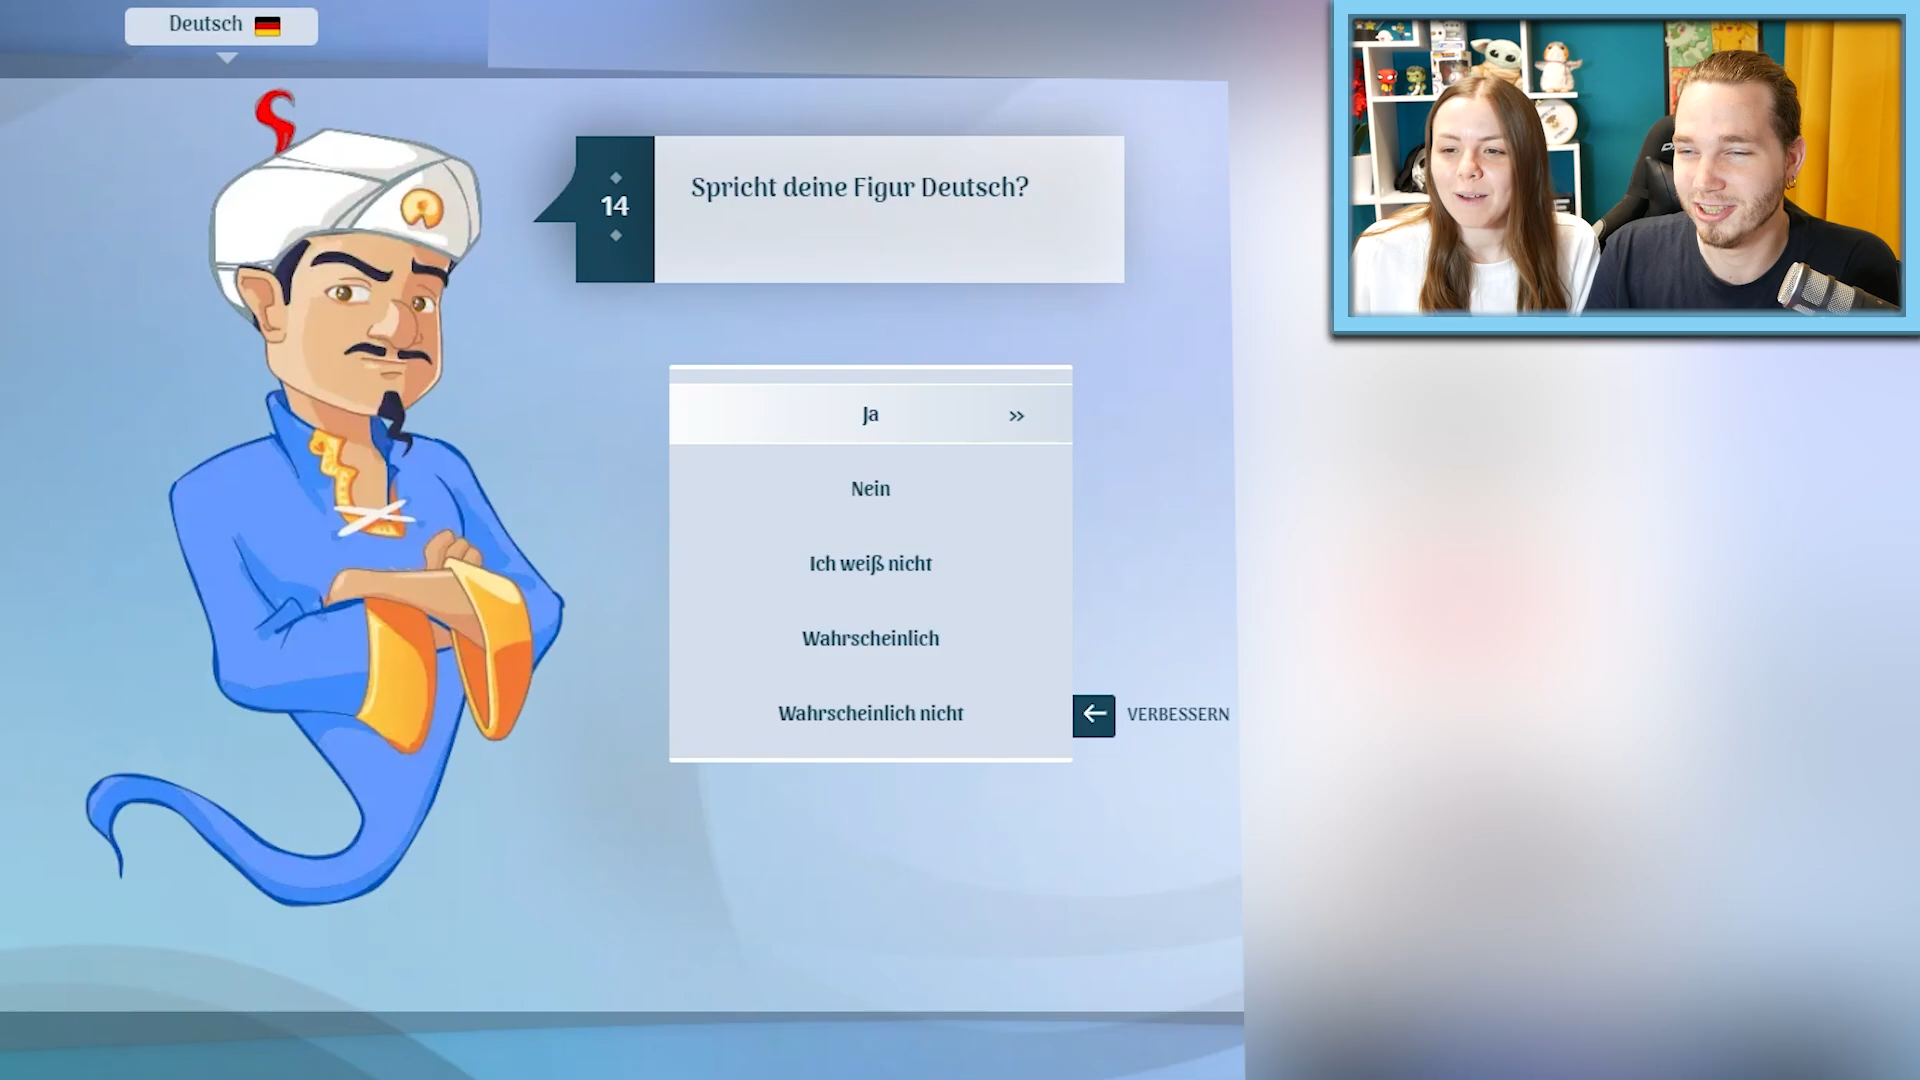 Deutsch
14
Spricht deine Figur Deutsch?
Ja
Nein
Ich weiß nicht
Wahrscheinlich
Wahrscheinlich nicht
VERBESSERN